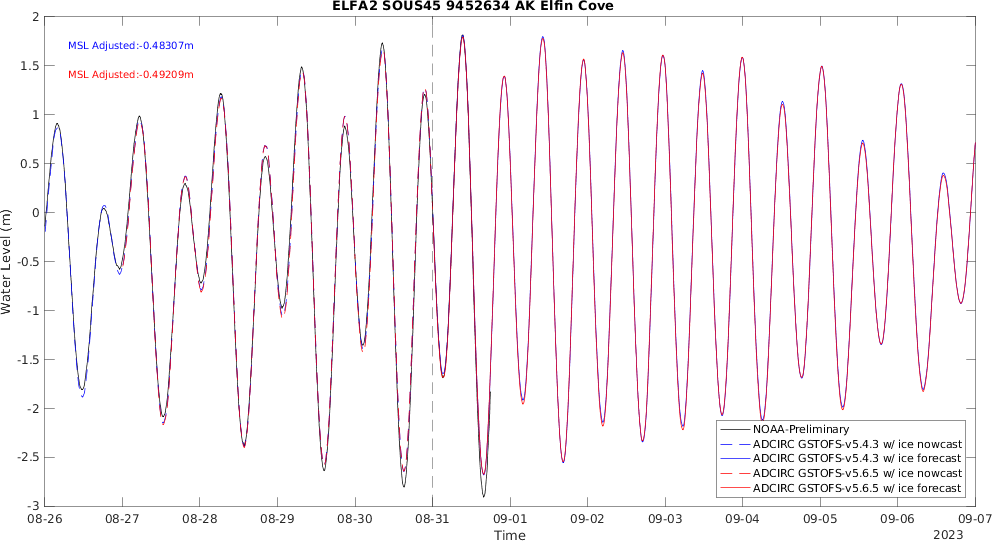 ELFA2 SOUS45 9452634 AK Elfin Cove
MSL Adjusted:-0.48307m
MSL Adjusted:-0.49209m
Water Level (m)
2
1.5
1
0.5
0
-0.5
-1
-1.5
-2
-2.5
-3
NOAA-Preliminary
ADCIRC GSTOFS-v5.4.3 w/ ice nowcast
ADCIRC GSTOFS-v5.4.3 w/ ice forecast
ADCIRC GSTOFS-v5.6.5 w/ ice nowcast
ADCIRC GSTOFS-v5.6.5 w/ ice forecast
08-26 08-27 08-28 08-29 08-30 08-31 09-01 09-02 09-03 09-04 09-05 09-06 09-07
Time
2023